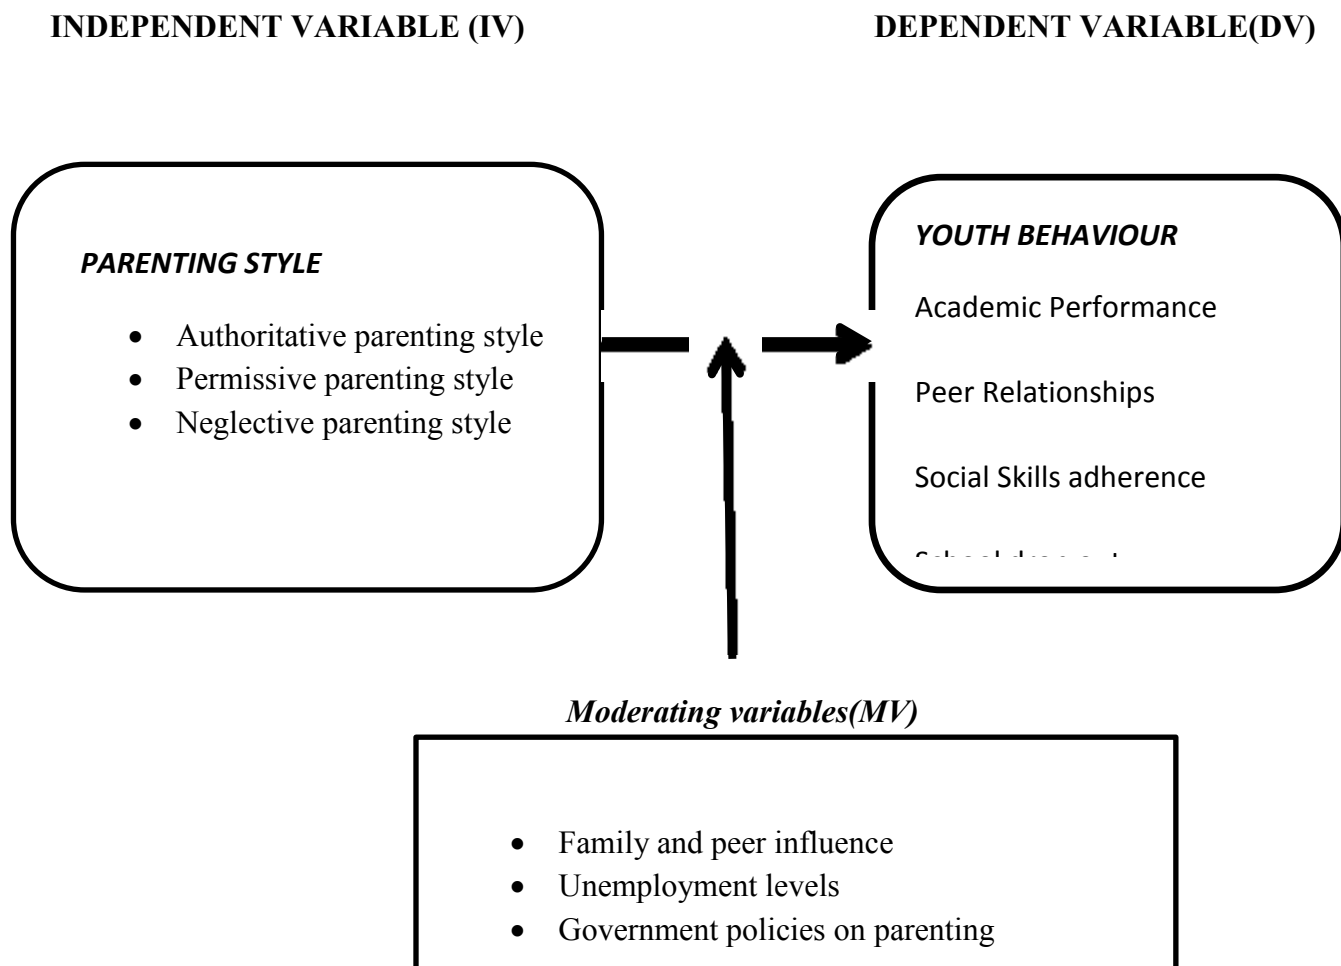 INDEPENDENT VARIABLE (IV)
DEPENDENT VARIABLE(DV)
PARENTING STYLE
• Authoritative parenting style
• Permissive parenting style
• Neglective parenting style
YOUTH BEHAVIOUR
Academic Performance
Peer Relationships
Social Skills adherence
Moderating variables(MV)
• Family and peer influence
• Unemployment levels
• Government policies on parenting